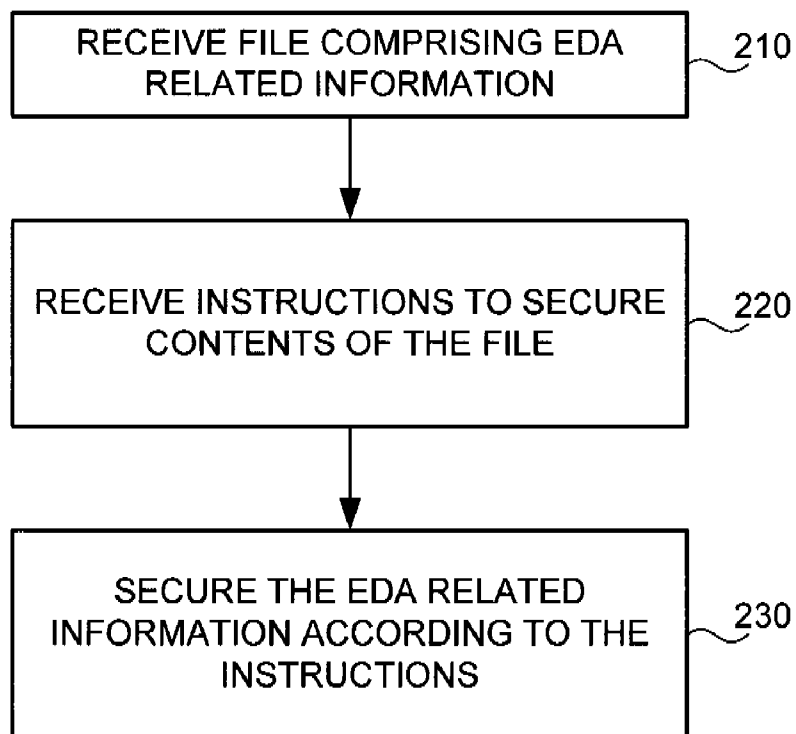 RECEIVE FILE COMPRISING EDA
RELATED INFORMATION
210
RECEIVE INSTRUCTIONS TO SECURE
CONTENTS OF THE FILE
220
SECURE THE EDA RELATED
INFORMATION ACCORDING TO THE
INSTRUCTIONS
230